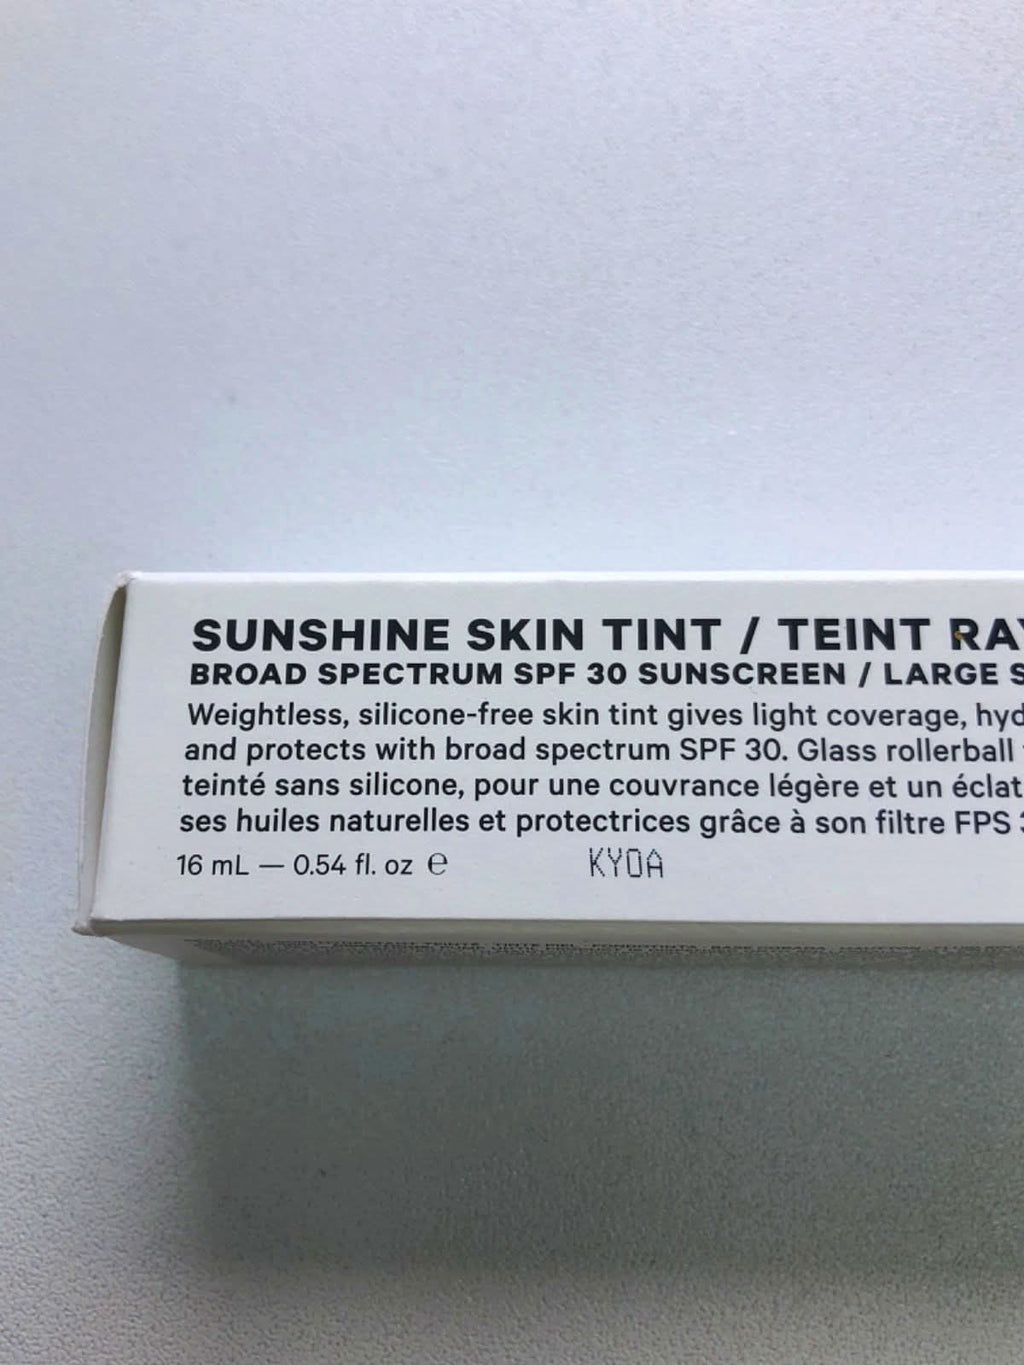 SUNSHINE SKIN TINT / TEINT
BROAD SPECTRUM SPF 30 SUNSCREEN / LARGE
Weightless, silicone-free skin tint gives light coverage,
and protects with broad spectrum SPF 30. Glass rollerball
teinté sans silicone, pour une couvrance légère et un éclat
ses huiles naturelles et protectrices grâce à son filtre FPS
16 mL — 0.54 fl. oz ℮ KYOA